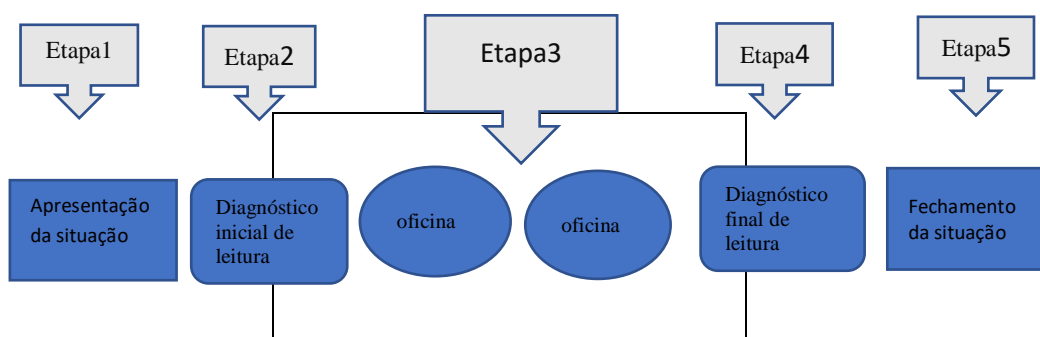 Etapa1
Etapa2
Etapa3
Etapa4
Etapa5
Apresentação
da situação
Diagnóstico
inicial de
leitura
oficina
oficina
Diagnóstico
final de
leitura
Fechamento
da situação